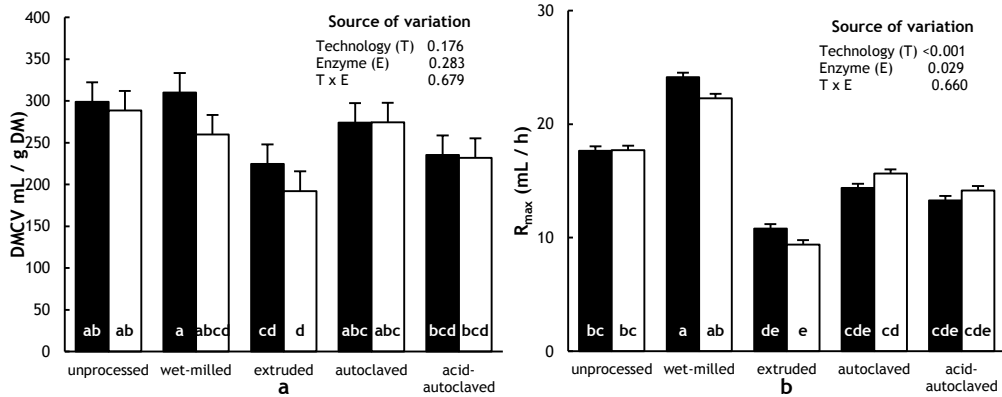 400
350
300
250
200
150
100
50
0
DMCV mL / g DM)
Source of variation
Technology (T) 0.176
Enzyme (E) 0.283
T x E 0.679
ab ab a abcd cd d abc abc bcd bcd
unprocessed wet-milled extruded autoclaved acid-
autoclaved
a
30
20
10
0
Rmax (mL / h)
Source of variation
Technology (T) <0.001
Enzyme (E) 0.029
T x E 0.660
bc bc a ab de e cde cd cde cde
unprocessed wet-milled extruded autoclaved acid-
autoclaved
b